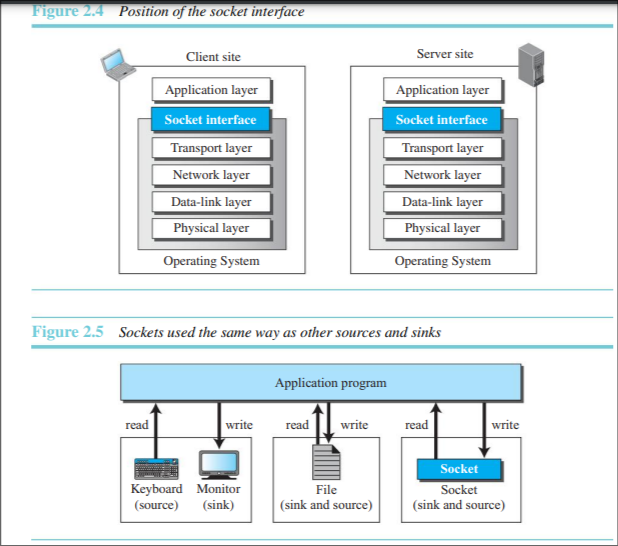 Figure 2.4 Position of the socket interface
Client site
Server site
Application layer
Application layer
Socket interface
Socket interface
Transport layer
Transport layer
Network layer
Network layer
Data-link layer
Data-link layer
Physical layer
Physical layer
Operating System
Operating System
Figure 2.5 Sockets used the same way as other sources and sinks
Application program
read
write
read
write
read
write
Socket
Keyboard
(source)
Monitor
(sink)
File
(sink and source)
Socket
(sink and source)